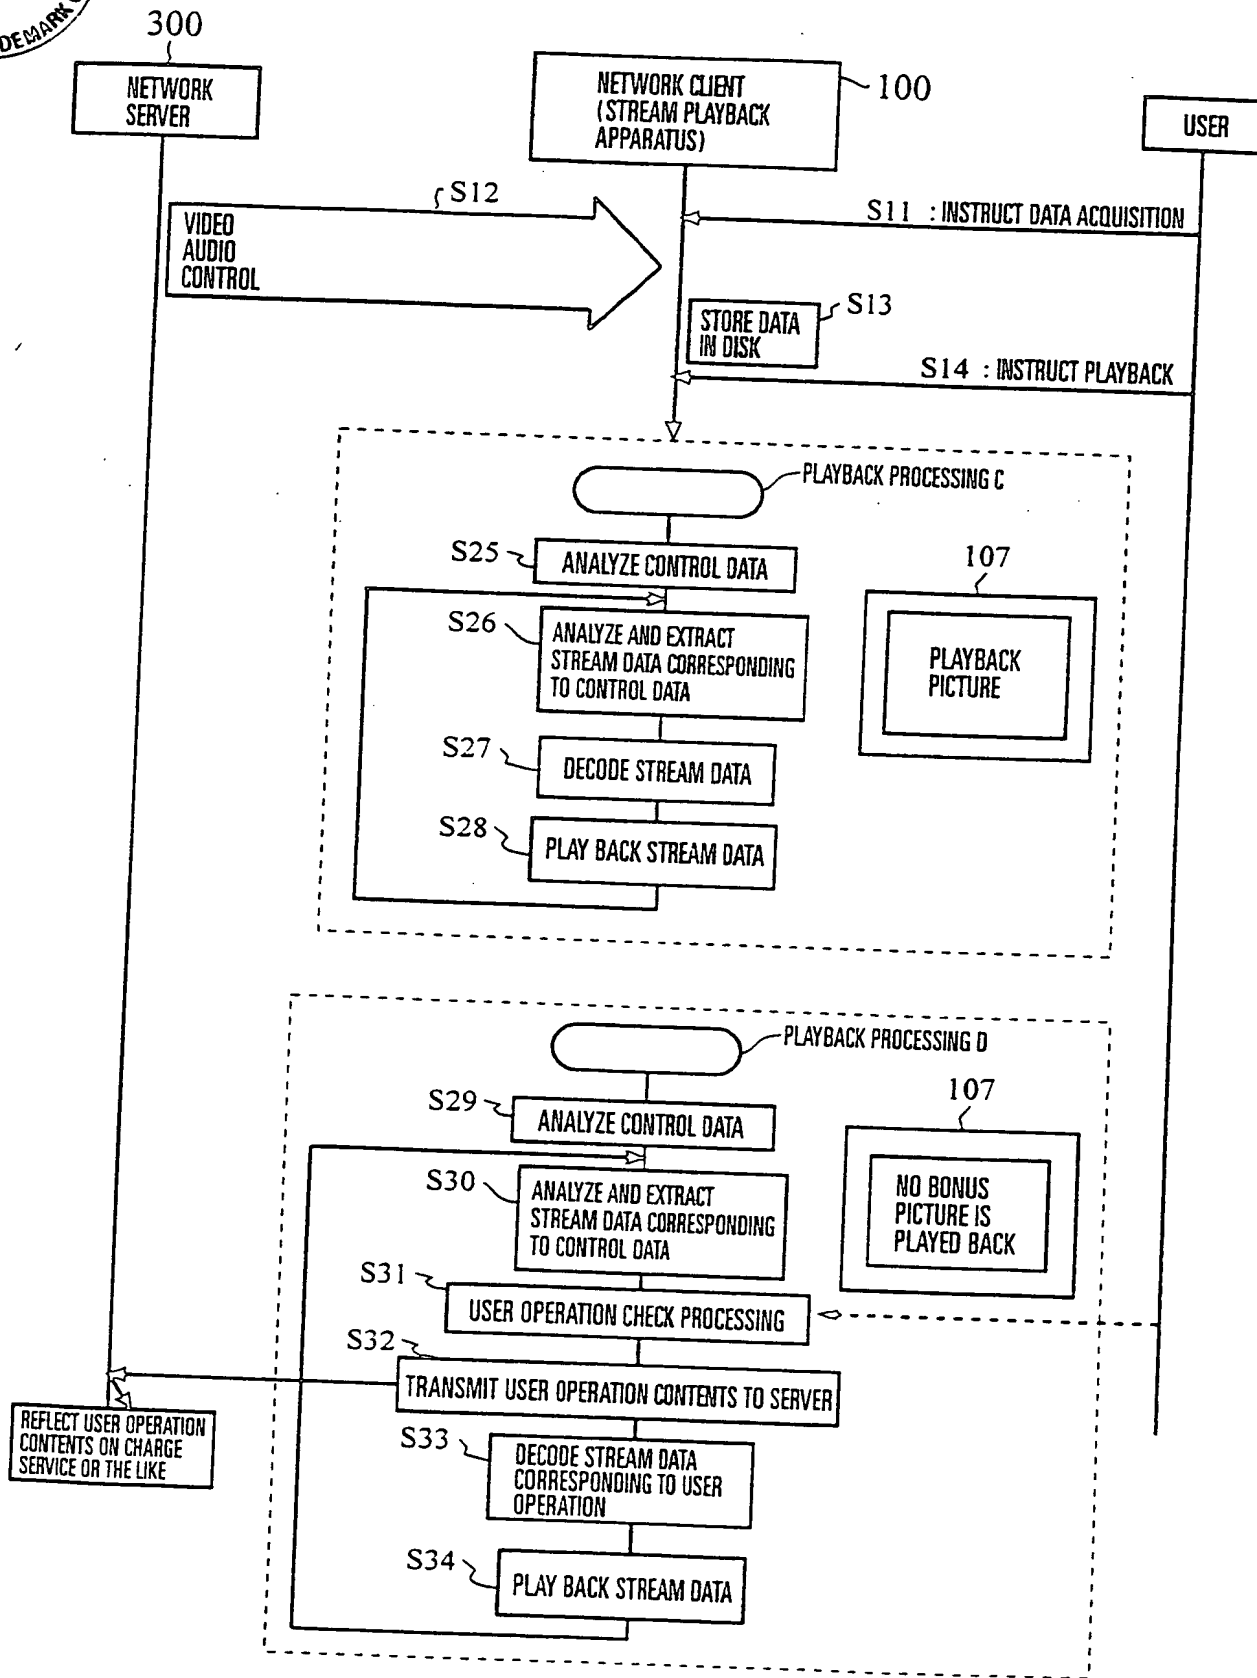 DEMARK
300
NETWORK
SERVER
NETWORK CLIENT
(STREAM PLAYBACK
APPARATUS)
100
USER
S12
VIDEO
AUDIO
CONTROL
S11 : INSTRUCT DATA ACQUISITION
STORE DATA
IN DISK
S13
S14 : INSTRUCT PLAYBACK
PLAYBACK PROCESSING C
S25
ANALYZE CONTROL DATA
S26
ANALYZE AND EXTRACT
STREAM DATA CORRESPONDING
TO CONTROL DATA
107
PLAYBACK
PICTURE
S27
DECODE STREAM DATA
S28
PLAY BACK STREAM DATA
PLAYBACK PROCESSING D
S29
ANALYZE CONTROL DATA
S30
ANALYZE AND EXTRACT
STREAM DATA CORRESPONDING
TO CONTROL DATA
107
NO BONUS
PICTURE IS
PLAYED BACK
S31
USER OPERATION CHECK PROCESSING
S32
TRANSMIT USER OPERATION CONTENTS TO SERVER
REFLECT USER OPERATION
CONTENTS ON CHARGE
SERVICE OR THE LIKE
S33
DECODE STREAM DATA
CORRESPONDING TO USER
OPERATION
S34
PLAY BACK STREAM DATA